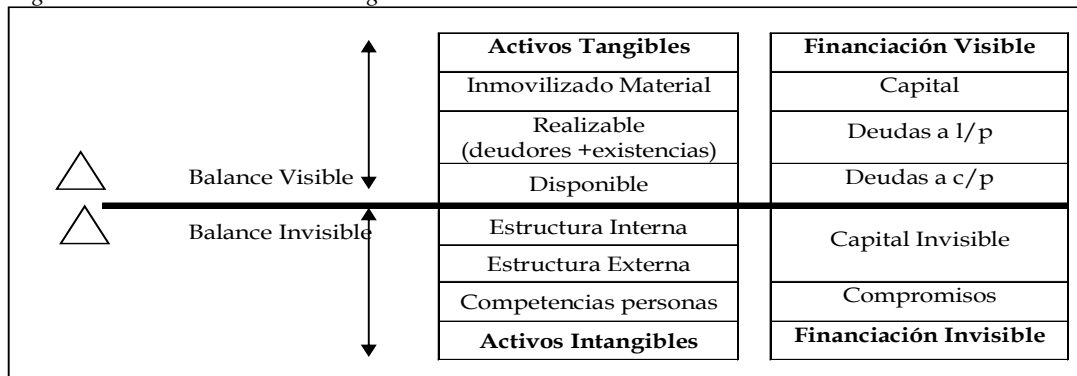 Activos Tangibles
Financiación Visible
Inmovilizado Material
Capital
Realizable
(deudores +existencias)
Deudas a l/p
Balance Visible
Disponible
Deudas a c/p
Balance Invisible
Estructura Interna
Capital Invisible
Estructura Externa
Competencias personas
Compromisos
Activos Intangibles
Financiación Invisible